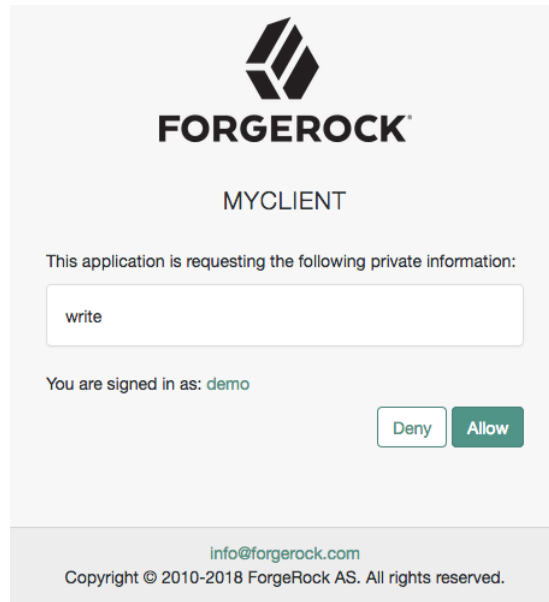 FORGEROCK
MYCLIENT
This application is requesting the following private information:
write
You are signed in as: demo
Deny
Allow
info@forgerock.com
Copyright © 2010-2018 ForgeRock AS. All rights reserved.